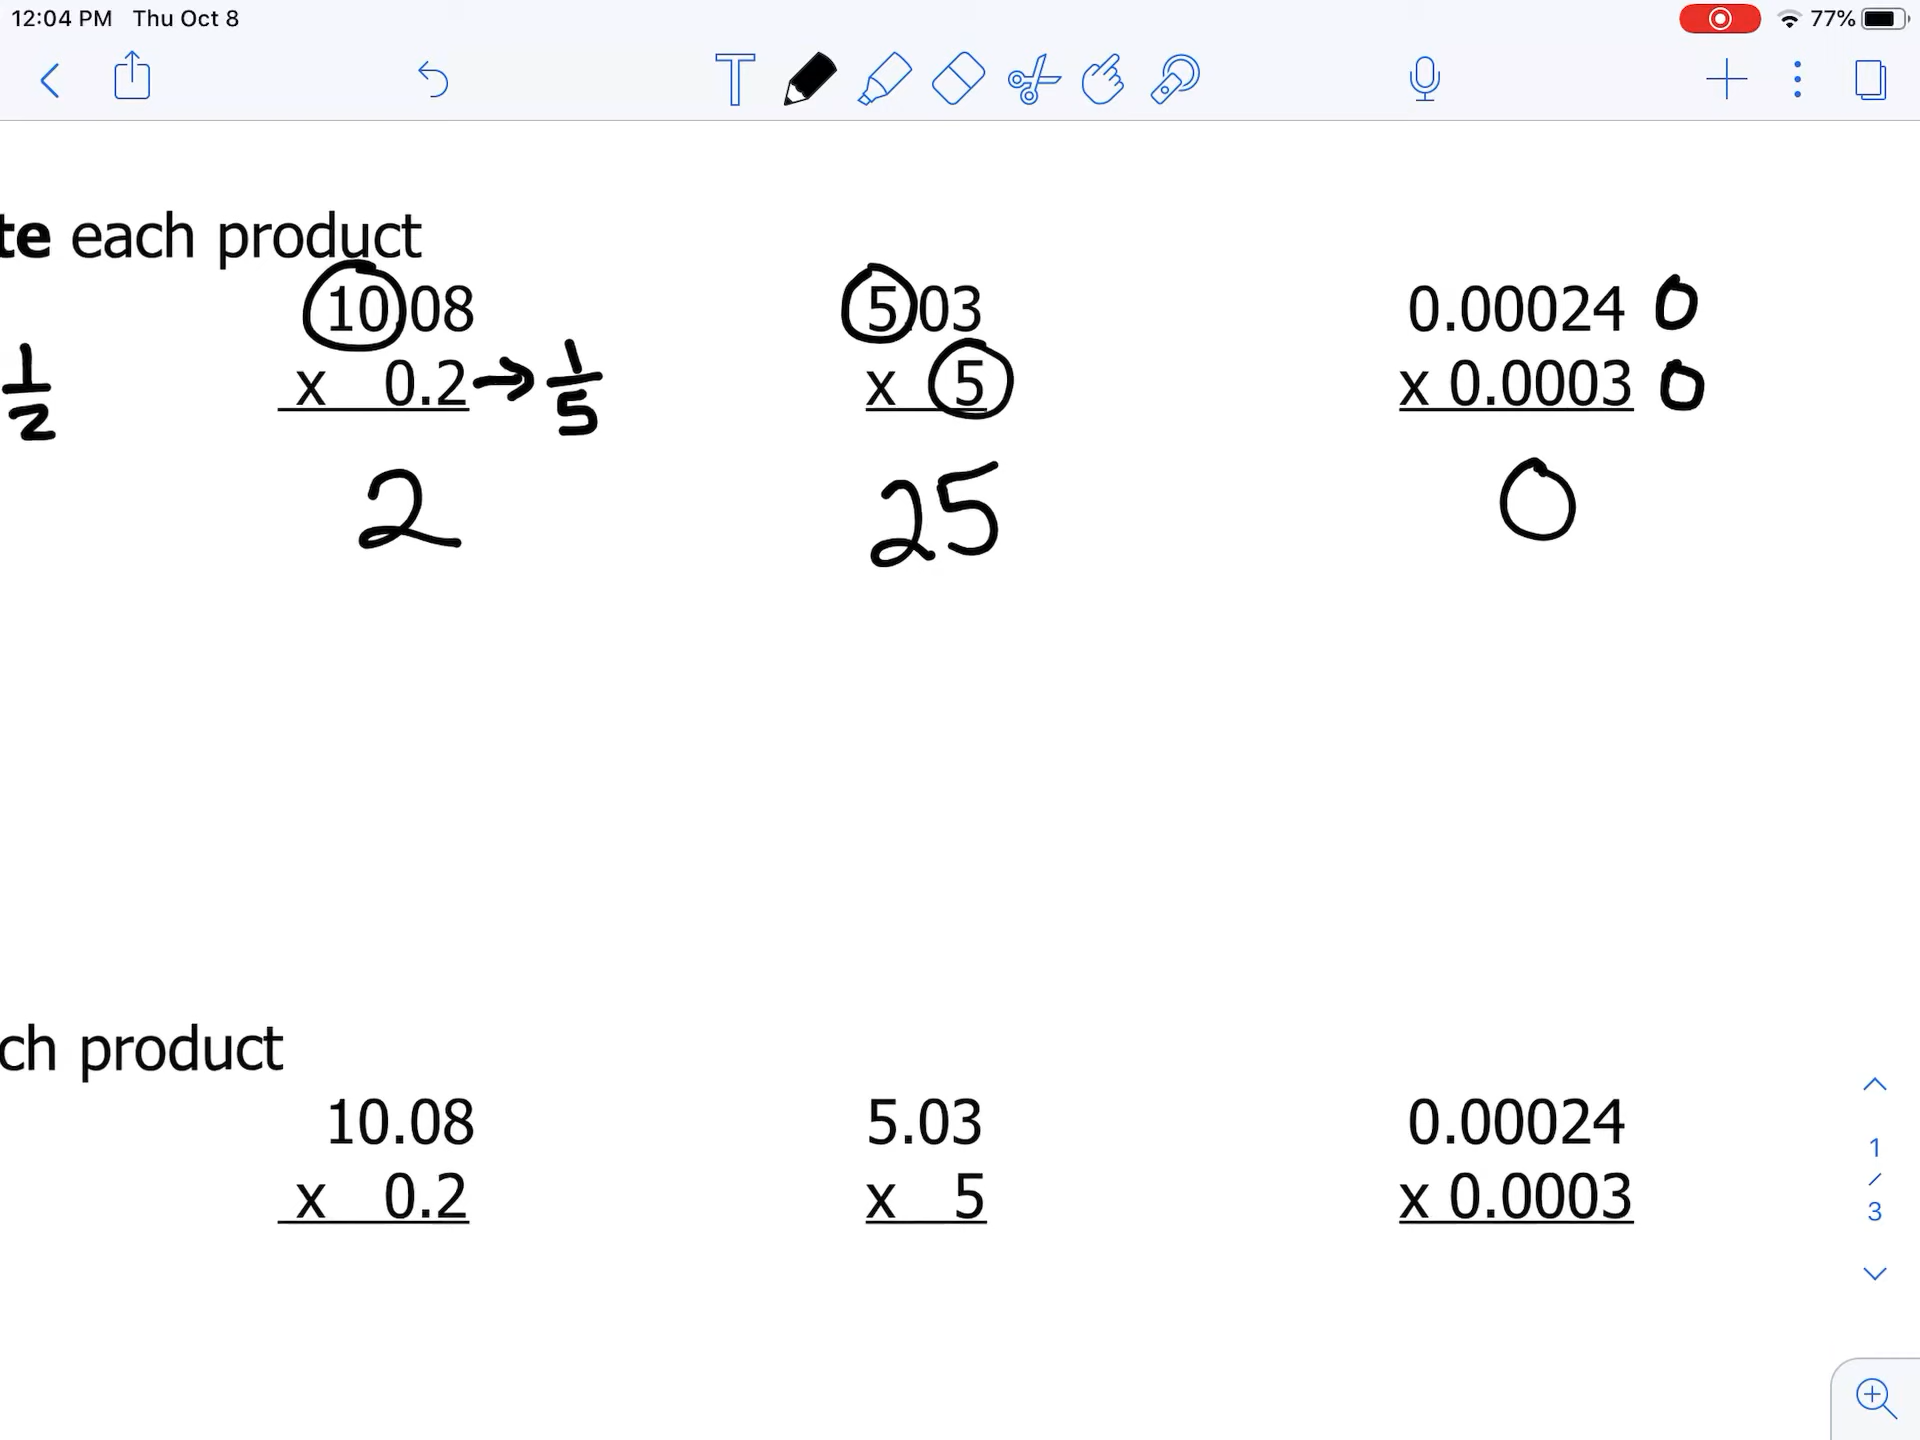 12:04 PM Thu Oct 8 77%
te each product
10.08 5.03 0.00024 0
1/2 x 0.2 → 1/5 x 5 x 0.0003 0
2 25 0
ch product
10.08 5.03 0.00024
x 0.2 x 5 x 0.0003
1
/
3